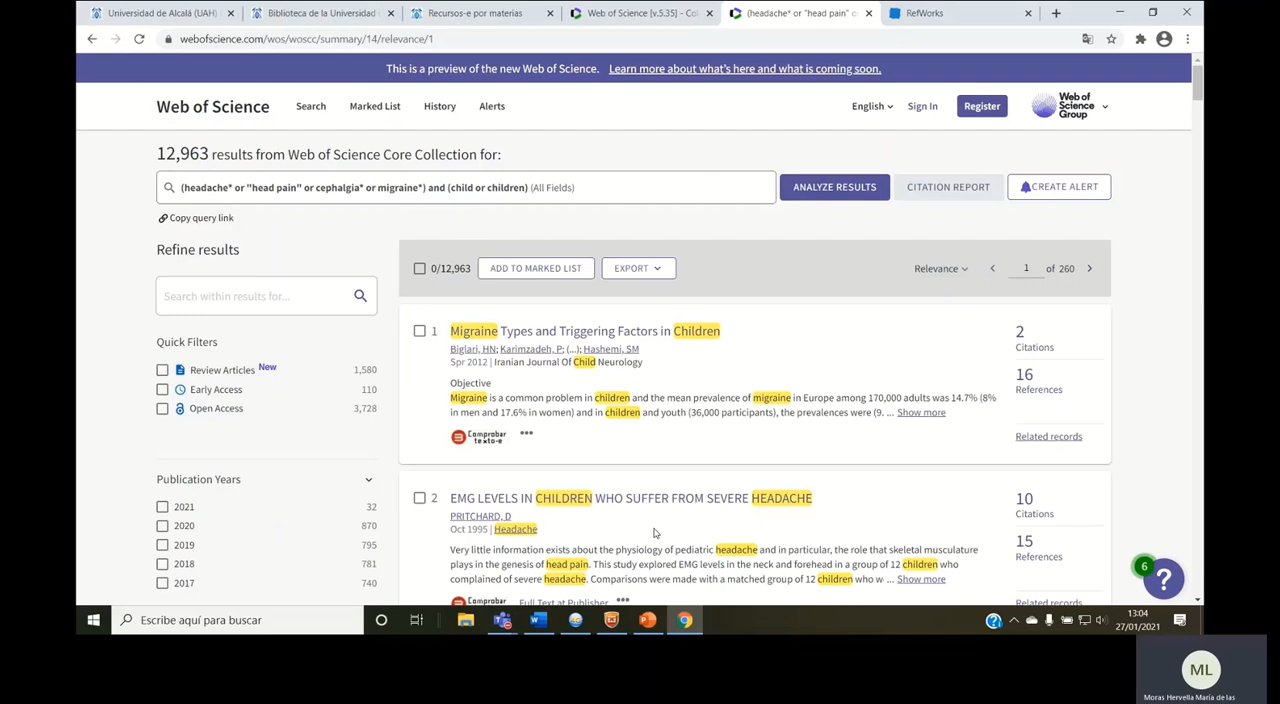 Universidad de Alcalá (UAH)
Biblioteca de la Universidad
Recursos-e por materias
Web of Science [v.5.35] - Co
(headache* or "head pain" o
RefWorks
webofscience.com/wos/woscc/summary/14/relevance/1
This is a preview of the new Web of Science. Learn more about what's here and what is coming soon.
Web of Science
Search
Marked List
History
Alerts
English
Sign In
Register
Web of
Science
Group
12,963 results from Web of Science Core Collection for:
(headache* or "head pain" or cephalgia* or migraine*) and (child or children) (All Fields)
ANALYZE RESULTS
CITATION REPORT
CREATE ALERT
Copy query link
Refine results
0/12,963
ADD TO MARKED LIST
EXPORT
Relevance
1
of 260
Search within results for...
Quick Filters
Review Articles New 1,580
Early Access 110
Open Access 3,728
Publication Years
2021 32
2020 870
2019 795
2018 781
2017 740
1 Migraine Types and Triggering Factors in Children
Biglari, HN; Karimzadeh, P; (...); Hashemi, SM
Spr 2012 | Iranian Journal Of Child Neurology
Objective
Migraine is a common problem in children and the mean prevalence of migraine in Europe among 170,000 adults was 14.7% (8%
in men and 17.6% in women) and in children and youth (36,000 participants), the prevalences were (9. ... Show more
Comprobar
texto-e
2
Citations
16
References
Related records
2 EMG LEVELS IN CHILDREN WHO SUFFER FROM SEVERE HEADACHE
PRITCHARD, D
Oct 1995 | Headache
Very little information exists about the physiology of pediatric headache and in particular, the role that skeletal musculature
plays in the genesis of head pain. This study explored EMG levels in the neck and forehead in a group of 12 children who
complained of severe headache. Comparisons were made with a matched group of 12 children who w ... Show more
Comprobar
Full Text at Publisher
10
Citations
15
References
Related records
6
?
Escribe aquí para buscar
13:04
27/01/2021
ML
Moras Hervella Maria de las